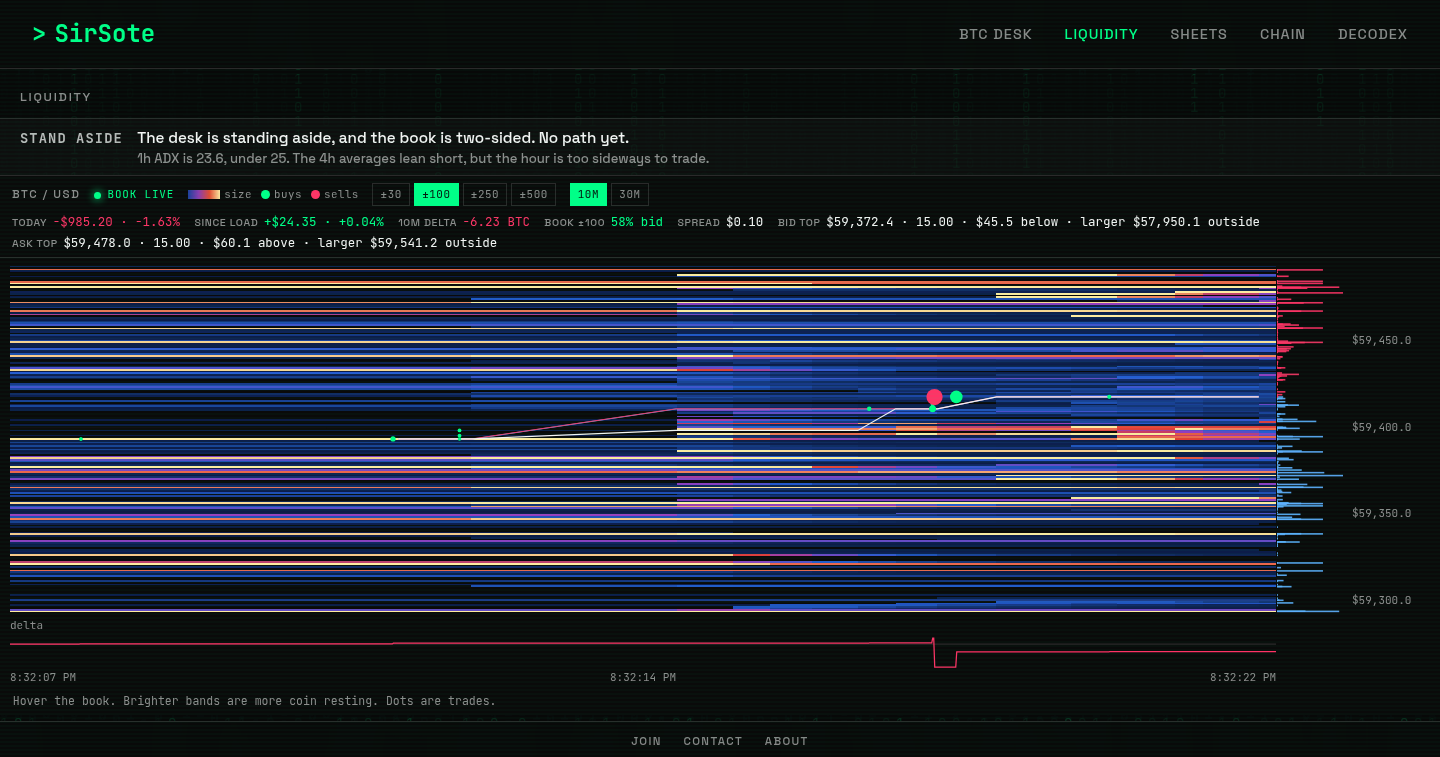 > SirSote
BTC DESK LIQUIDITY SHEETS CHAIN DECODEX
LIQUIDITY
STAND ASIDE The desk is standing aside, and the book is two-sided. No path yet.
1h ADX is 23.6, under 25. The 4h averages lean short, but the hour is too sideways to trade.
BTC / USD BOOK LIVE size buys sells ±30 ±100 ±250 ±500 10M 30M
TODAY -$985.20 · -1.63% SINCE LOAD +$24.35 · +0.04% 10M DELTA -6.23 BTC BOOK ±100 58% bid SPREAD $0.10 BID TOP $59,372.4 · 15.00 · $45.5 below · larger $57,950.1 outside
ASK TOP $59,478.0 · 15.00 · $60.1 above · larger $59,541.2 outside
$59,450.0
$59,400.0
$59,350.0
$59,300.0
delta
8:32:07 PM 8:32:14 PM 8:32:22 PM
Hover the book. Brighter bands are more coin resting. Dots are trades.
JOIN CONTACT ABOUT